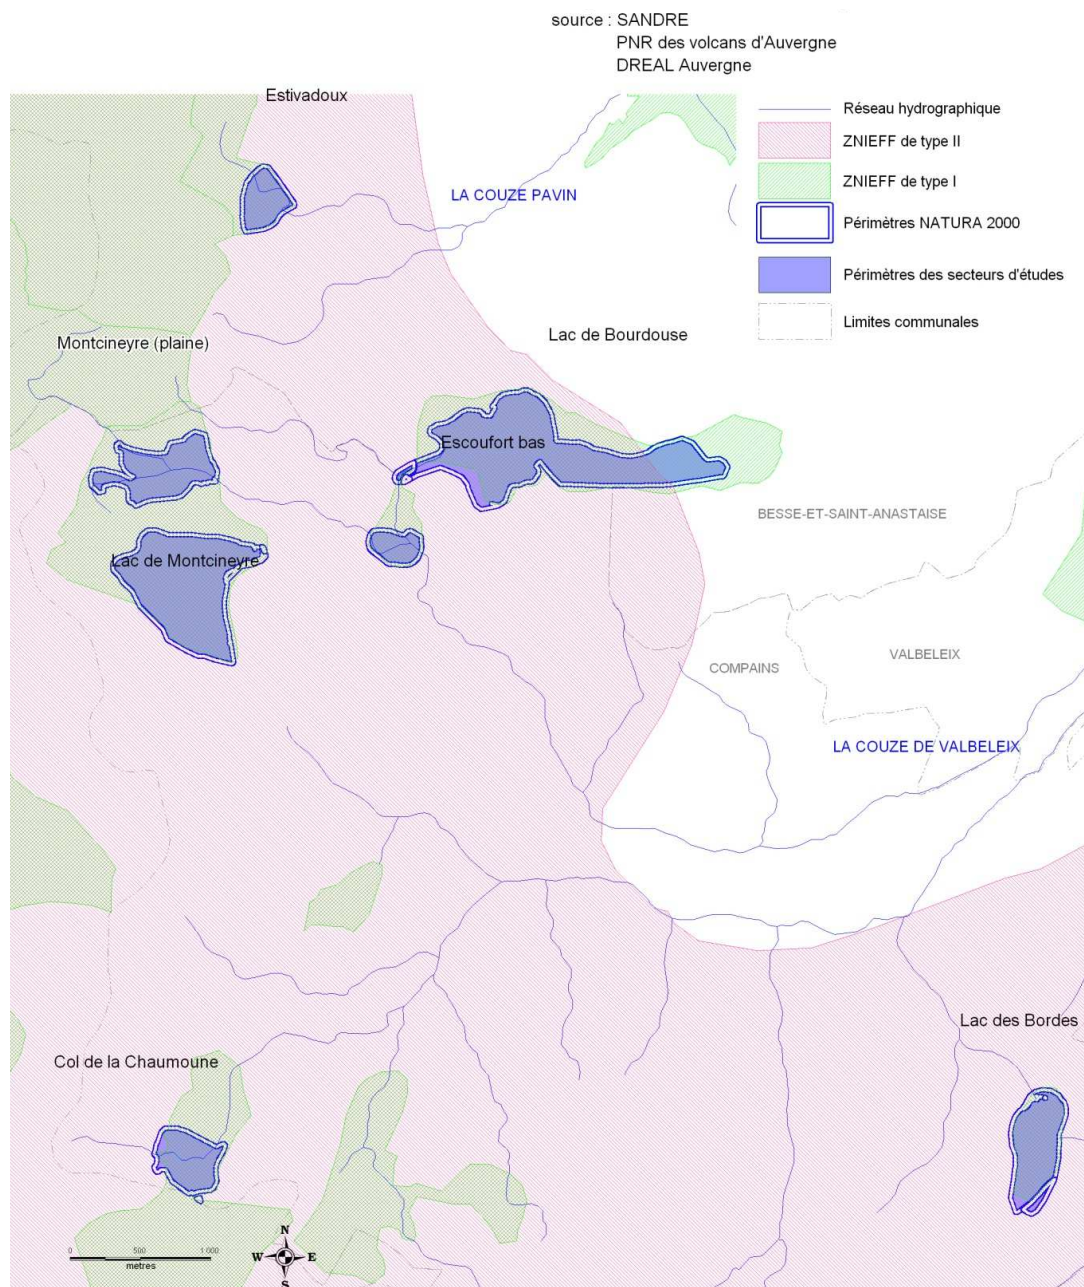 source : SANDRE
PNR des volcans d'Auvergne
DREAL Auvergne
Estivadoux
Réseau hydrographique
ZNIEFF de type II
ZNIEFF de type I
Périmètres NATURA 2000
Périmètres des secteurs d'études
Limites communales
LA COUZE PAVIN
Lac de Bourdouse
Montcineyre (plaine)
Escoufort bas
BESSE-ET-SAINT-ANASTAISE
Lac de Montcineyre
VALBELEIX
COMPAINS
LA COUZE DE VALBELEIX
Lac des Bordes
Col de la Chaumoune
N
W E
S
0 500 1 000
metres